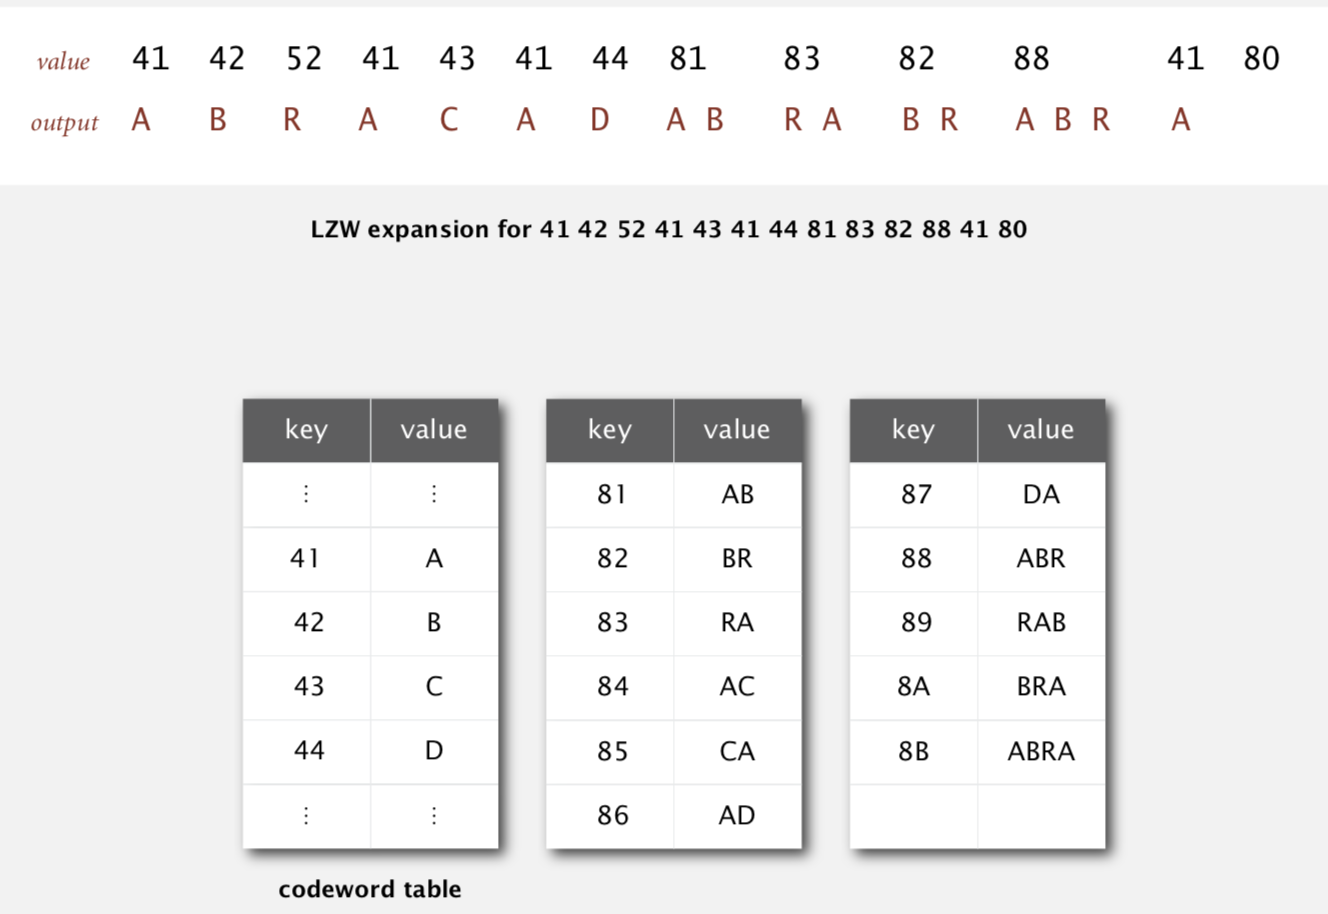 value 41 42 52 41 43 41 44 81 83 82 88 41 80
output A B R A C A D A B R A B R A B R A
LZW expansion for 41 42 52 41 43 41 44 81 83 82 88 41 80
key value key value key value
⋮ ⋮ 81 AB 87 DA
41 A 82 BR 88 ABR
42 B 83 RA 89 RAB
43 C 84 AC 8A BRA
44 D 85 CA 8B ABRA
⋮ ⋮ 86 AD
codeword table